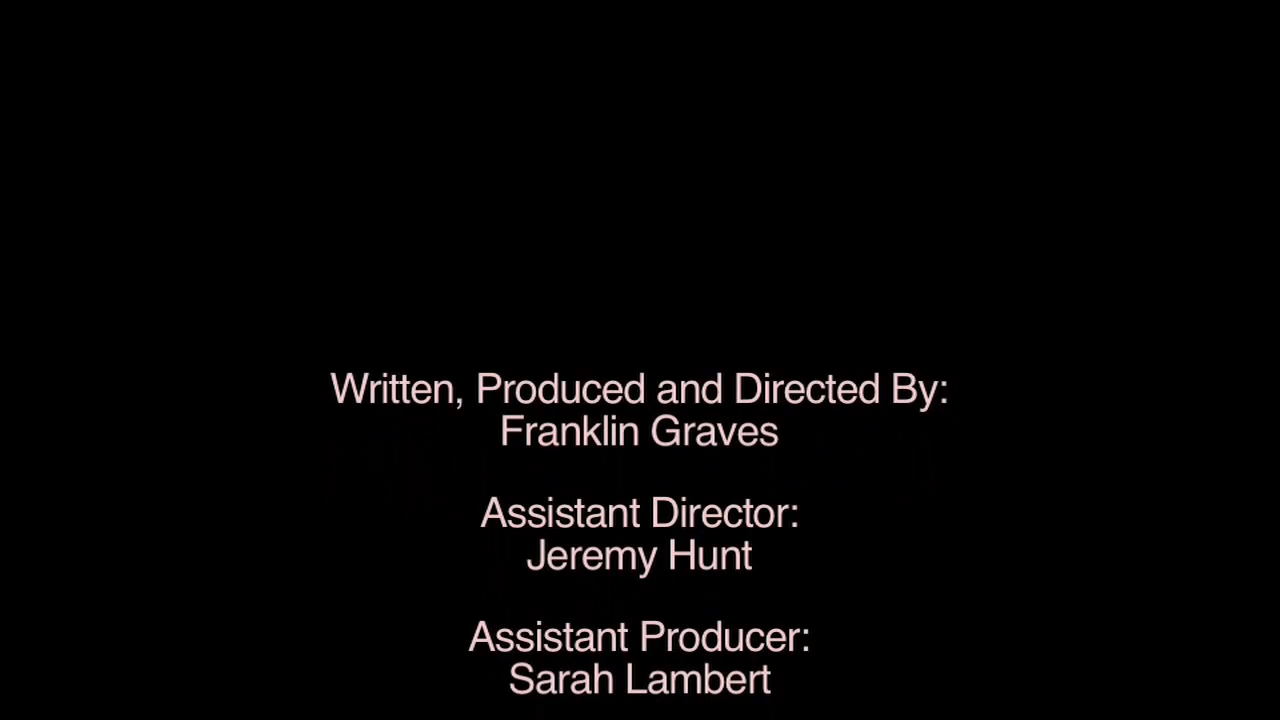 Written, Produced and Directed By:
Franklin Graves
Assistant Director:
Jeremy Hunt
Assistant Producer:
Sarah Lambert